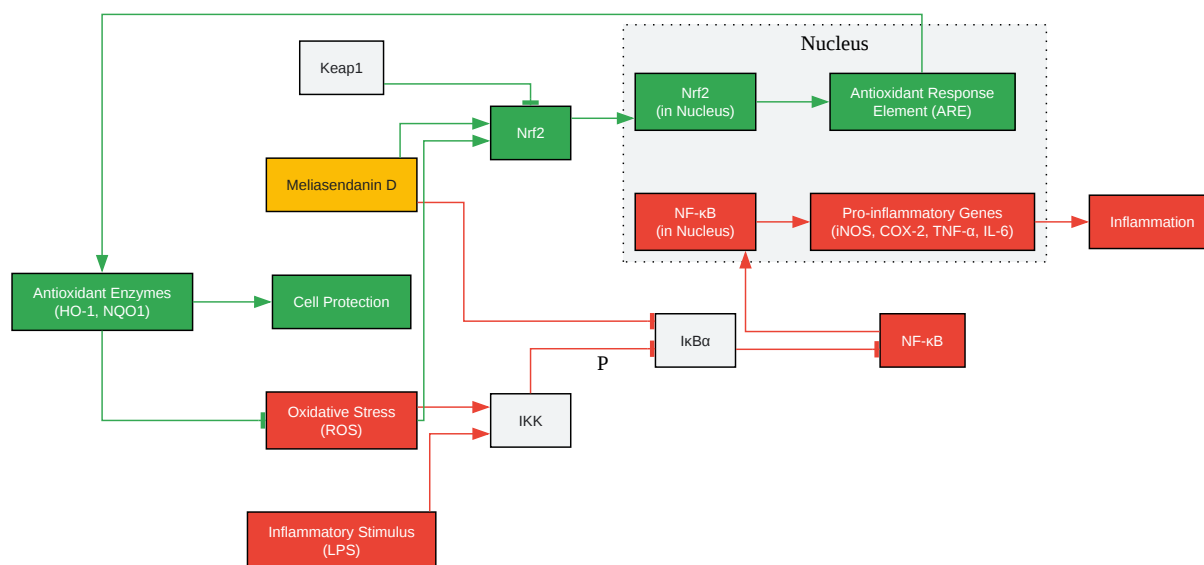 Nucleus
Keap1
Nrf2
(in Nucleus)
Antioxidant Response
Element (ARE)
Nrf2
Meliasendanin D
NF-κB
(in Nucleus)
Pro-inflammatory Genes
(iNOS, COX-2, TNF-α, IL-6)
Inflammation
Antioxidant Enzymes
(HO-1, NQO1)
Cell Protection
IκBα
NF-κB
P
Oxidative Stress
(ROS)
IKK
Inflammatory Stimulus
(LPS)